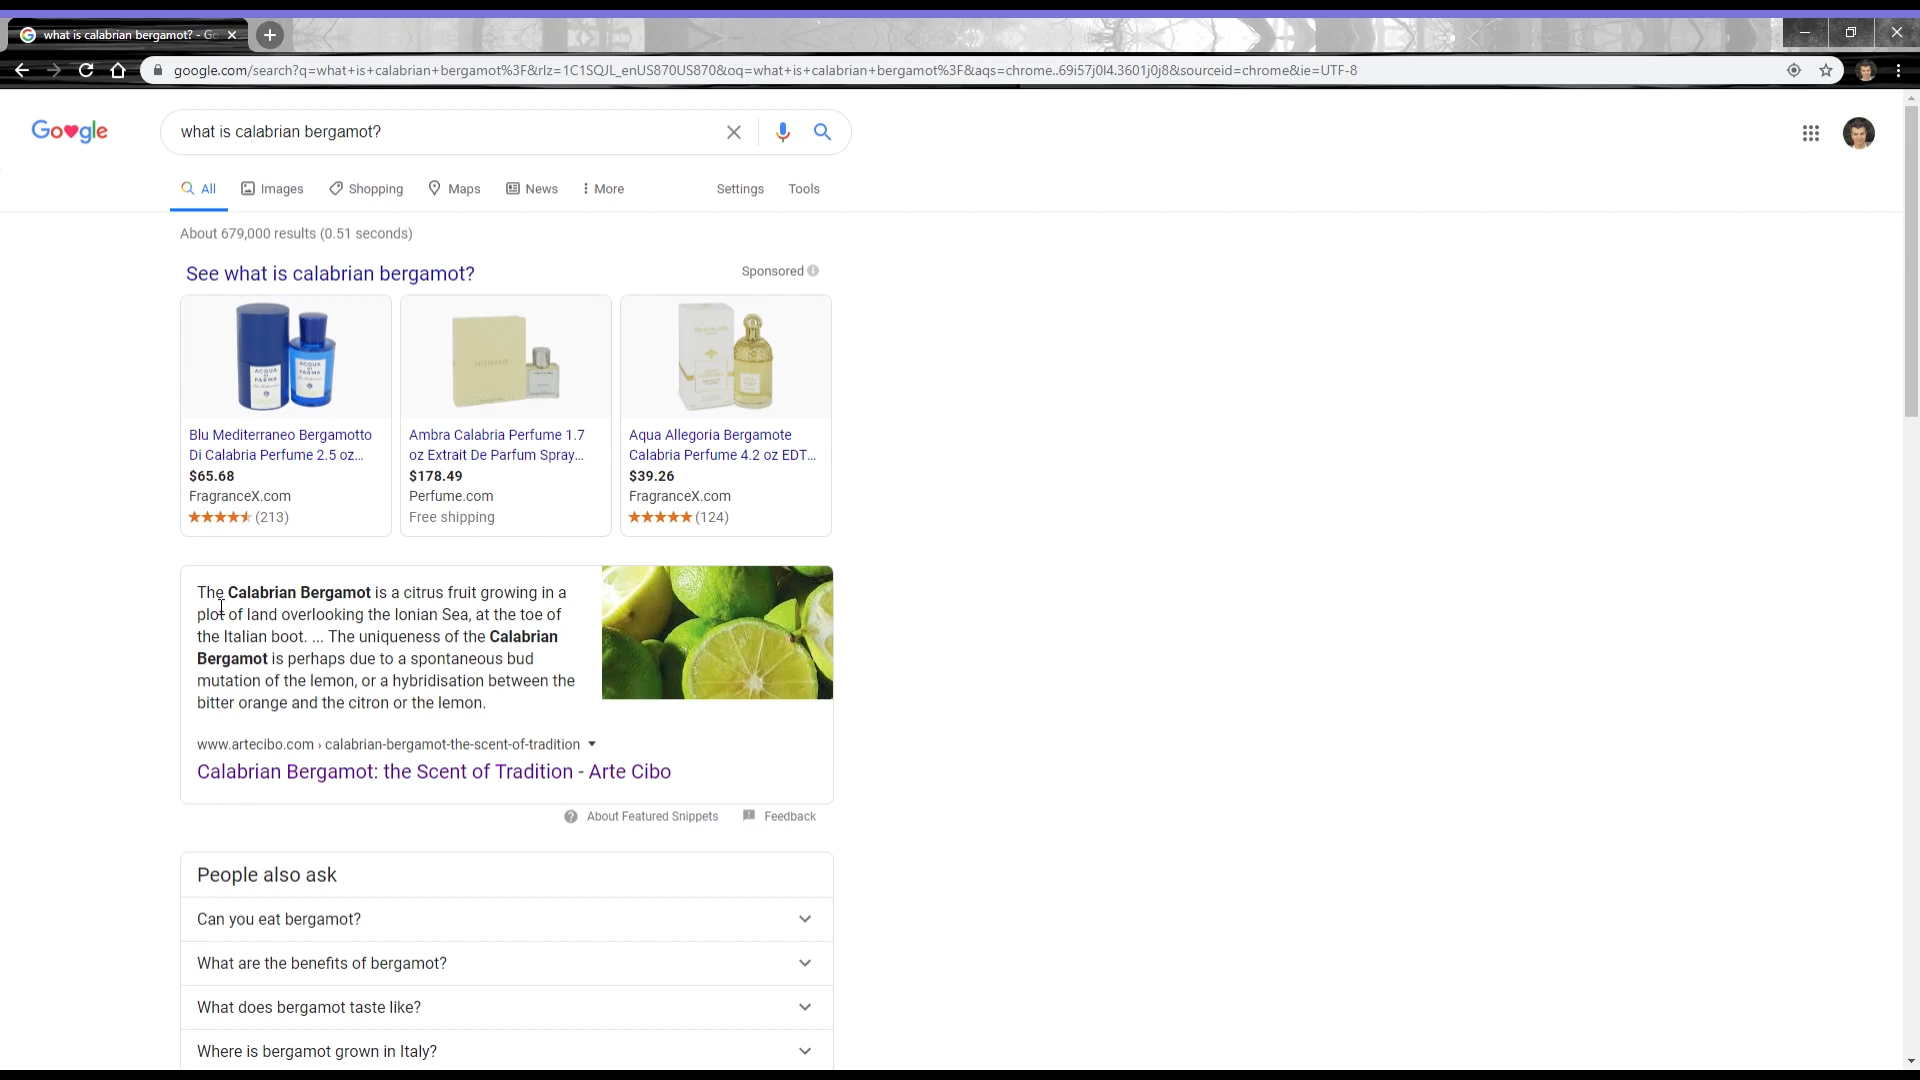 what is calabrian bergamot? - Go
google.com/search?q=what+is+calabrian+bergamot%3F&rlz=1C1SQJL_enUS870US870&oq=what+is+calabrian+bergamot%3F&aqs=chrome..69i57j0l4.3601j0j8&sourceid=chrome&ie=UTF-8
Go♥gle
what is calabrian bergamot?
All Images Shopping Maps News More Settings Tools
About 679,000 results (0.51 seconds)
See what is calabrian bergamot? Sponsored
ACQUA DI PARMA
ACQUA DI PARMA
NISHANE
Blu Mediterraneo Bergamotto
Di Calabria Perfume 2.5 oz...
$65.68
FragranceX.com
(213)
Ambra Calabria Perfume 1.7
oz Extrait De Parfum Spray...
$178.49
Perfume.com
Free shipping
Aqua Allegoria Bergamote
Calabria Perfume 4.2 oz EDT...
$39.26
FragranceX.com
(124)
The Calabrian Bergamot is a citrus fruit growing in a
plot of land overlooking the Ionian Sea, at the toe of
the Italian boot. ... The uniqueness of the Calabrian
Bergamot is perhaps due to a spontaneous bud
mutation of the lemon, or a hybridisation between the
bitter orange and the citron or the lemon.
www.artecibo.com › calabrian-bergamot-the-scent-of-tradition
Calabrian Bergamot: the Scent of Tradition - Arte Cibo
About Featured Snippets Feedback
People also ask
Can you eat bergamot?
What are the benefits of bergamot?
What does bergamot taste like?
Where is bergamot grown in Italy?